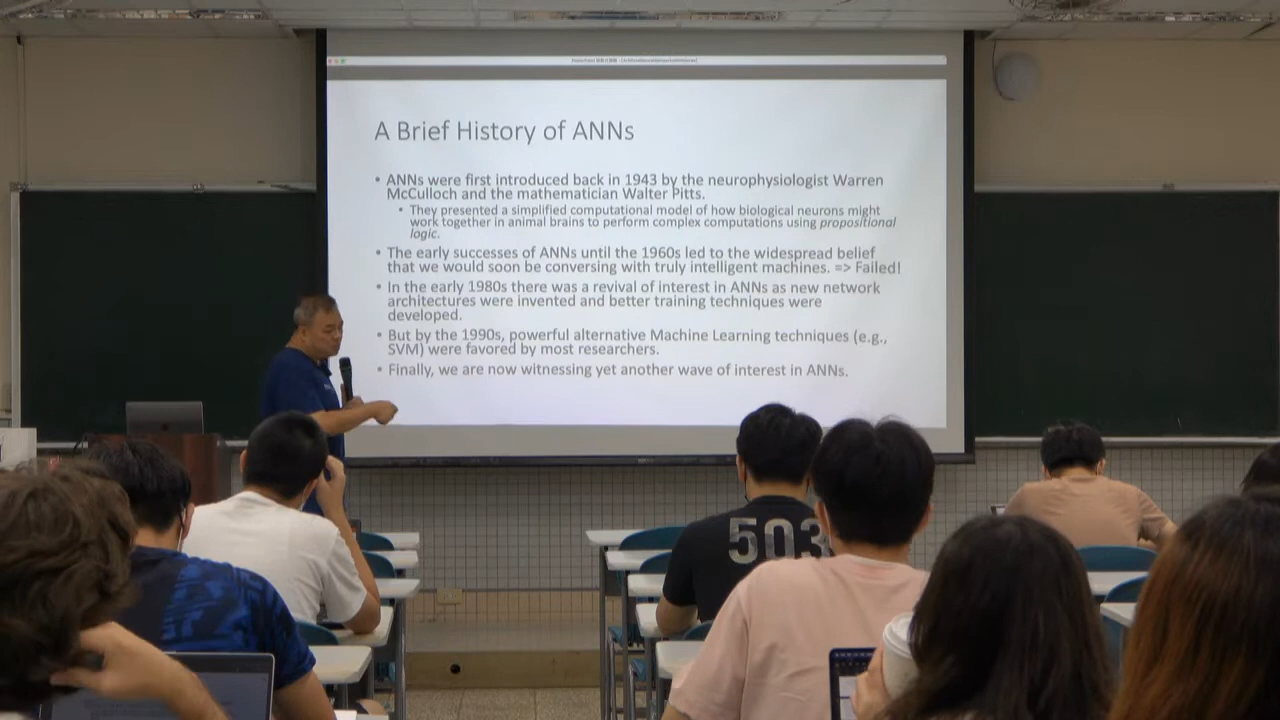 A Brief History of ANNs
• ANNs were first introduced back in 1943 by the neurophysiologist Warren
McCulloch and the mathematician Walter Pitts.
• They presented a simplified computational model of how biological neurons might
work together in animal brains to perform complex computations using propositional
logic.
• The early successes of ANNs until the 1960s led to the widespread belief
that we would soon be conversing with truly intelligent machines. => Failed!
• In the early 1980s there was a revival of interest in ANNs as new network
architectures were invented and better training techniques were
developed.
• But by the 1990s, powerful alternative Machine Learning techniques (e.g.,
SVM) were favored by most researchers.
• Finally, we are now witnessing yet another wave of interest in ANNs.
503